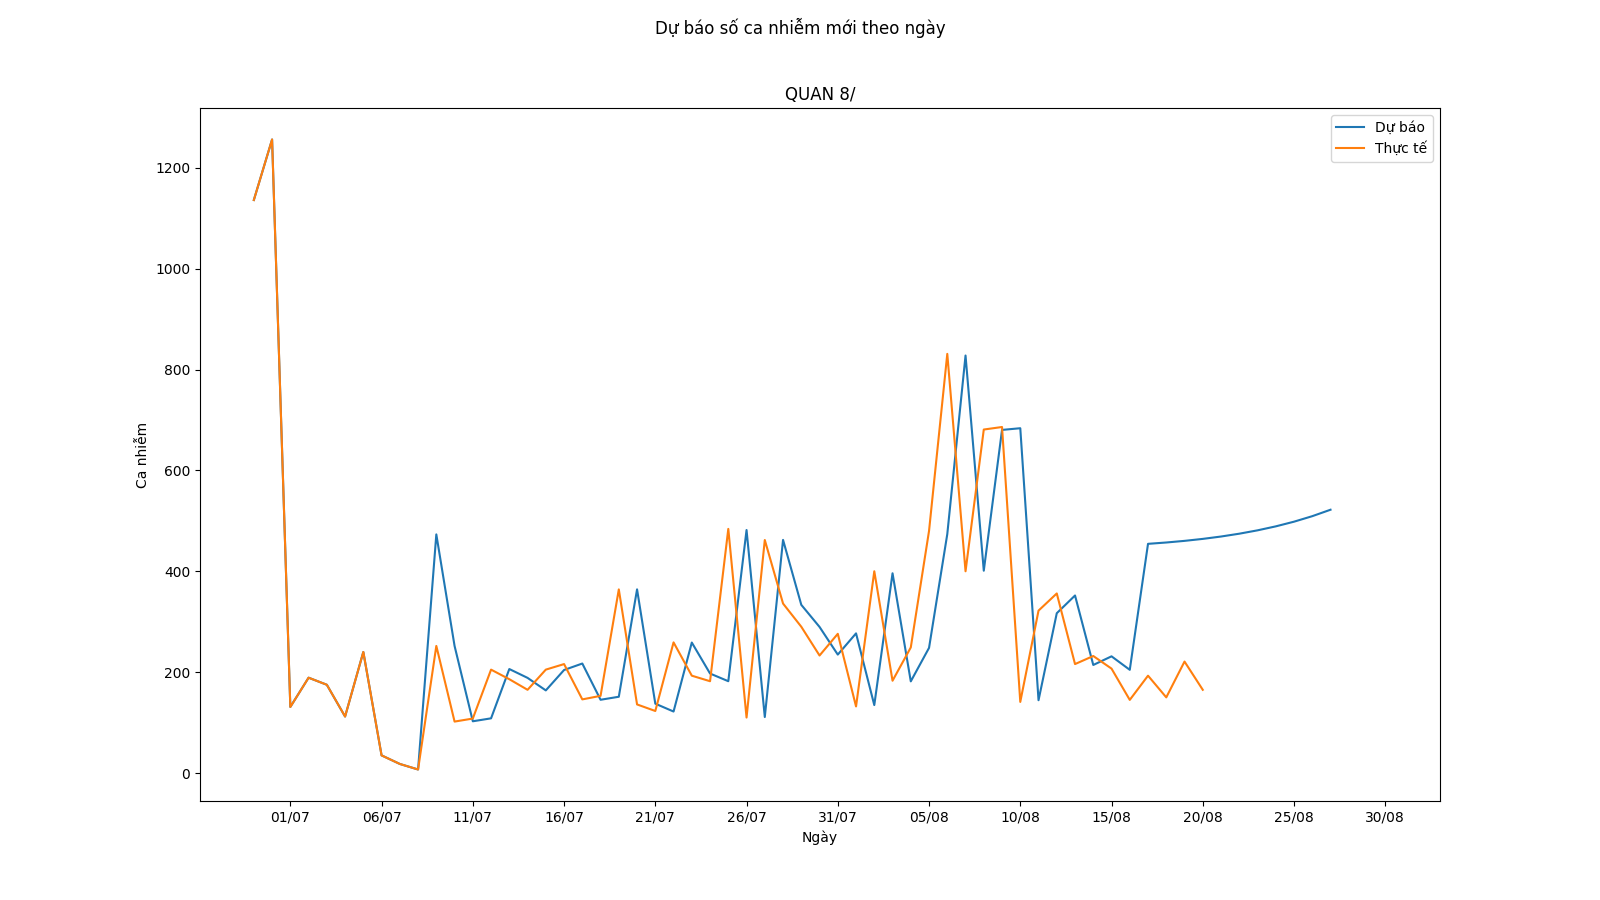 Dự báo số ca nhiễm mới theo ngày
QUAN 8/
Dự báo
Thực tế
1200
1000
800
600
400
200
0
Ca nhiễm
01/07 06/07 11/07 16/07 21/07 26/07 31/07 05/08 10/08 15/08 20/08 25/08 30/08
Ngày